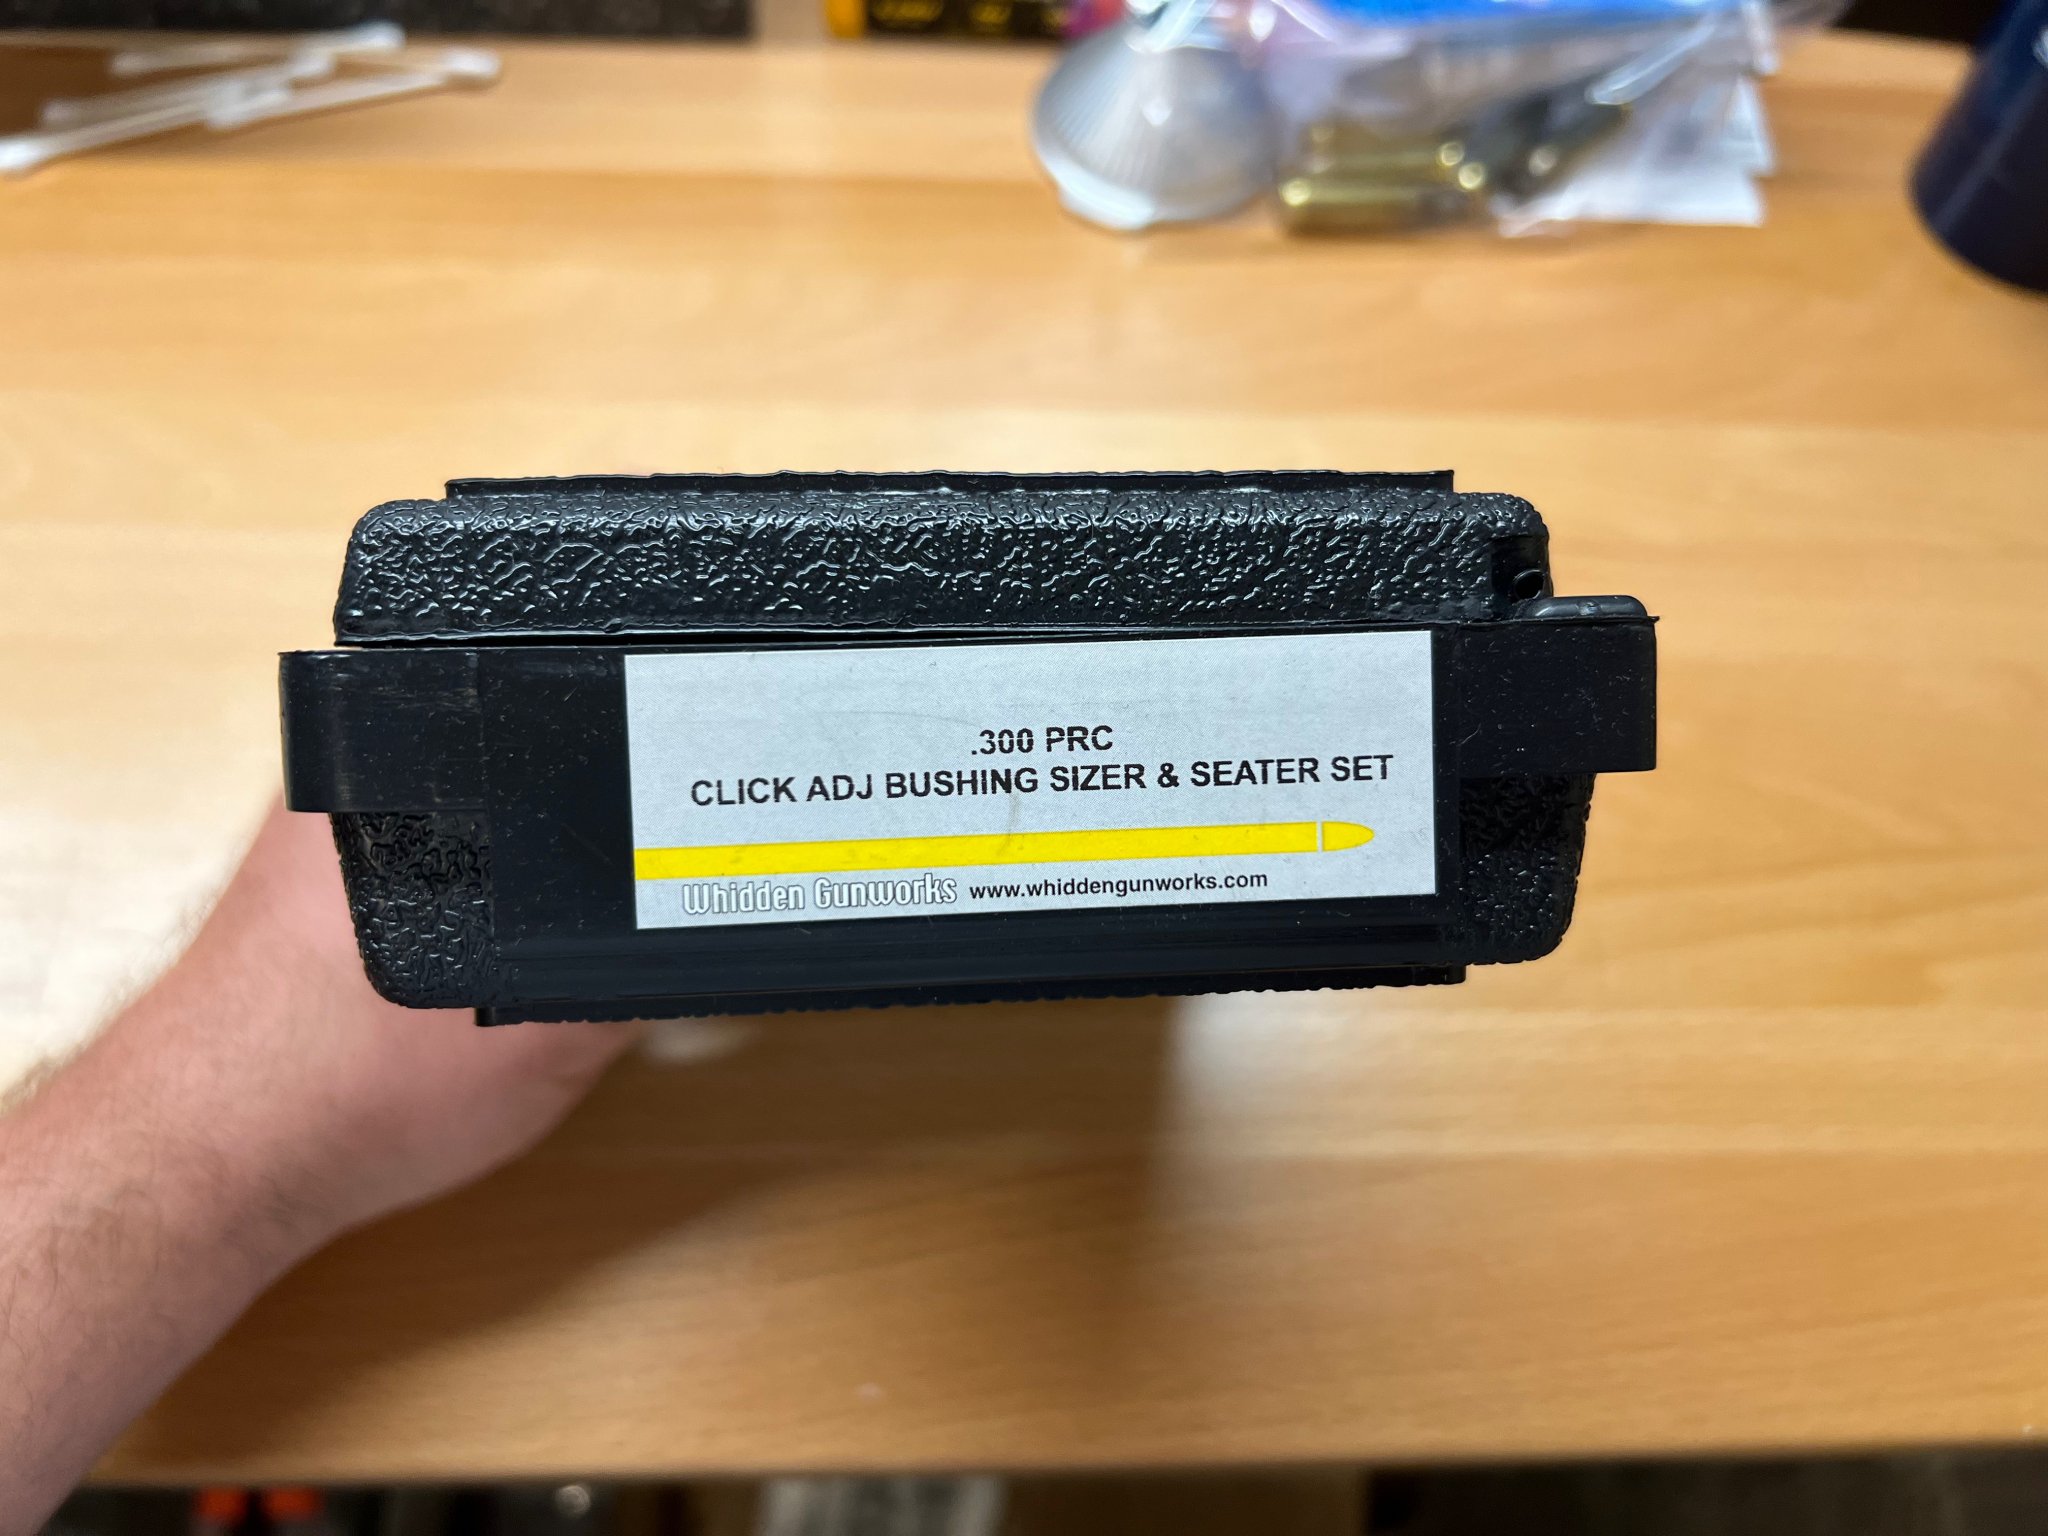 .300 PRC
CLICK ADJ BUSHING SIZER & SEATER SET
Whidden Gunworks www.whiddengunworks.com